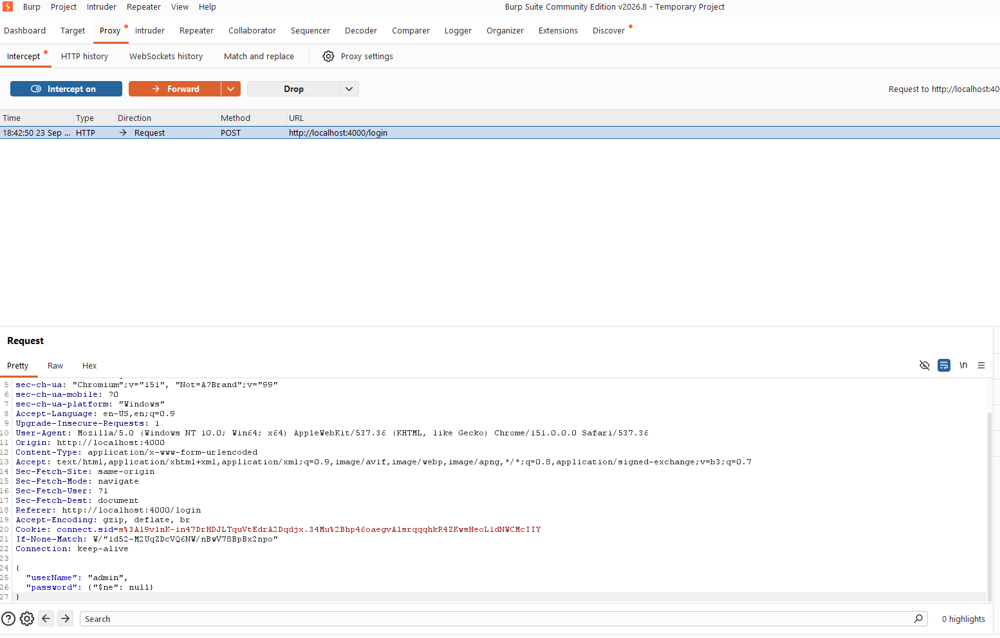 Burp Project Intruder Repeater View Help Burp Suite Community Edition v2026.8 - Temporary Project
Dashboard Target Proxy Intruder Repeater Collaborator Sequencer Decoder Comparer Logger Organizer Extensions Discover
Intercept HTTP history WebSockets history Match and replace Proxy settings
Intercept on Forward Drop Request to http://localhost:40
Time Type Direction Method URL
18:42:50 23 Sep ... HTTP Request POST http://localhost:4000/login
Request
Pretty Raw Hex \n
5 sec-ch-ua: "Chromium";v="151", "Not=A?Brand";v="99"
6 sec-ch-ua-mobile: ?0
7 sec-ch-ua-platform: "Windows"
8 Accept-Language: en-US,en;q=0.9
9 Upgrade-Insecure-Requests: 1
10 User-Agent: Mozilla/5.0 (Windows NT 10.0; Win64; x64) AppleWebKit/537.36 (KHTML, like Gecko) Chrome/151.0.0.0 Safari/537.36
11 Origin: http://localhost:4000
12 Content-Type: application/x-www-form-urlencoded
13 Accept: text/html,application/xhtml+xml,application/xml;q=0.9,image/avif,image/webp,image/apng,*/*;q=0.8,application/signed-exchange;v=b3;q=0.7
14 Sec-Fetch-Site: same-origin
15 Sec-Fetch-Mode: navigate
16 Sec-Fetch-User: ?1
17 Sec-Fetch-Dest: document
18 Referer: http://localhost:4000/login
19 Accept-Encoding: gzip, deflate, br
20 Cookie: connect.sid=
21 If-None-Match: W/"1d52-M2UqZDcVQ6NW/nBwV78BpBx2npo"
22 Connection: keep-alive
23
24 {
25 "userName": "admin",
26 "password": {"$ne": null}
27 }
Search 0 highlights